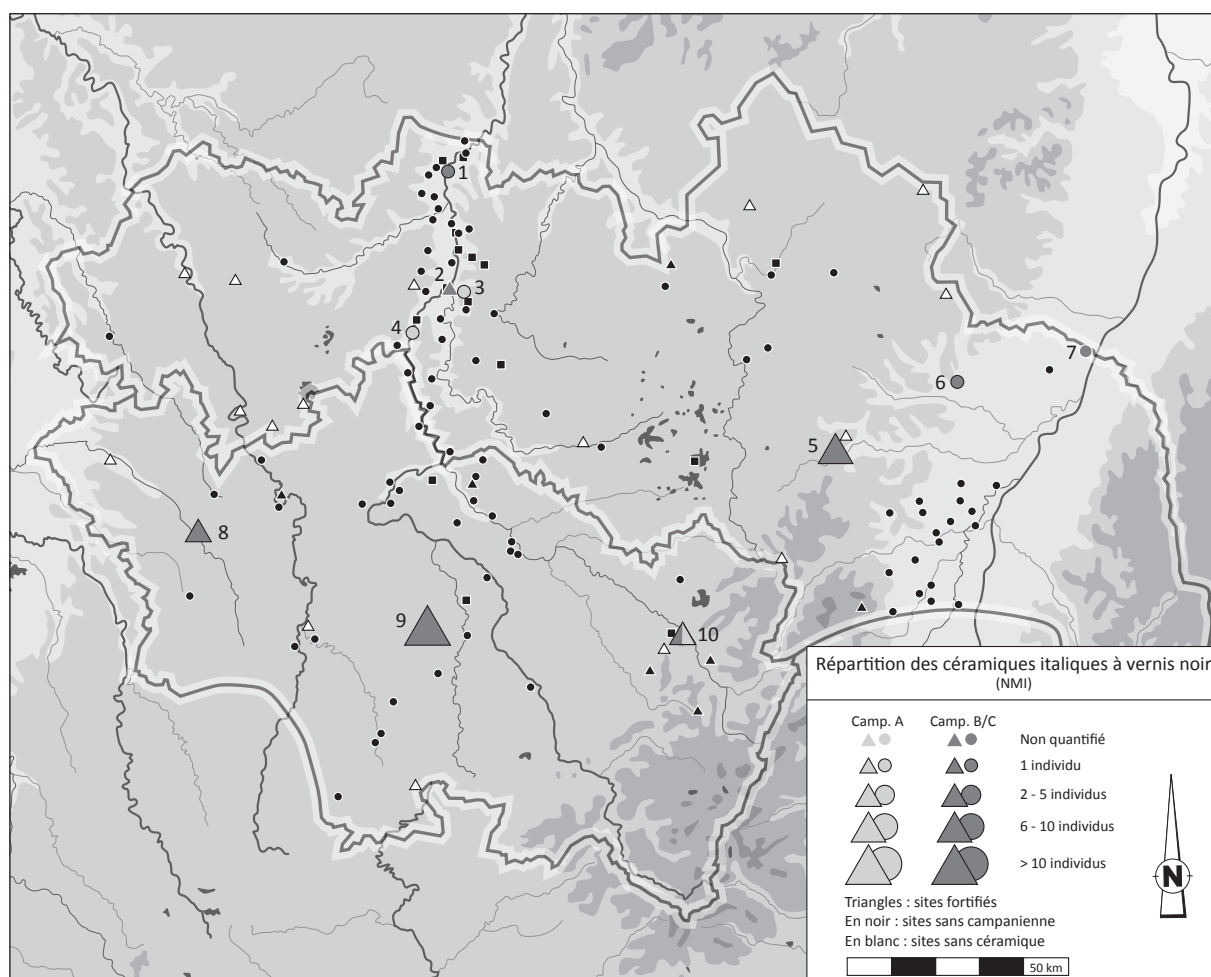 1
2
3
4
7
6
5
8
9
10
Répartition des céramiques italiques à vernis noir
(NMI)
Camp. A Camp. B/C
Non quantifié
1 individu
2 - 5 individus
6 - 10 individus
> 10 individus
Triangles : sites fortifiés
En noir : sites sans campanienne
En blanc : sites sans céramique
N
50 km